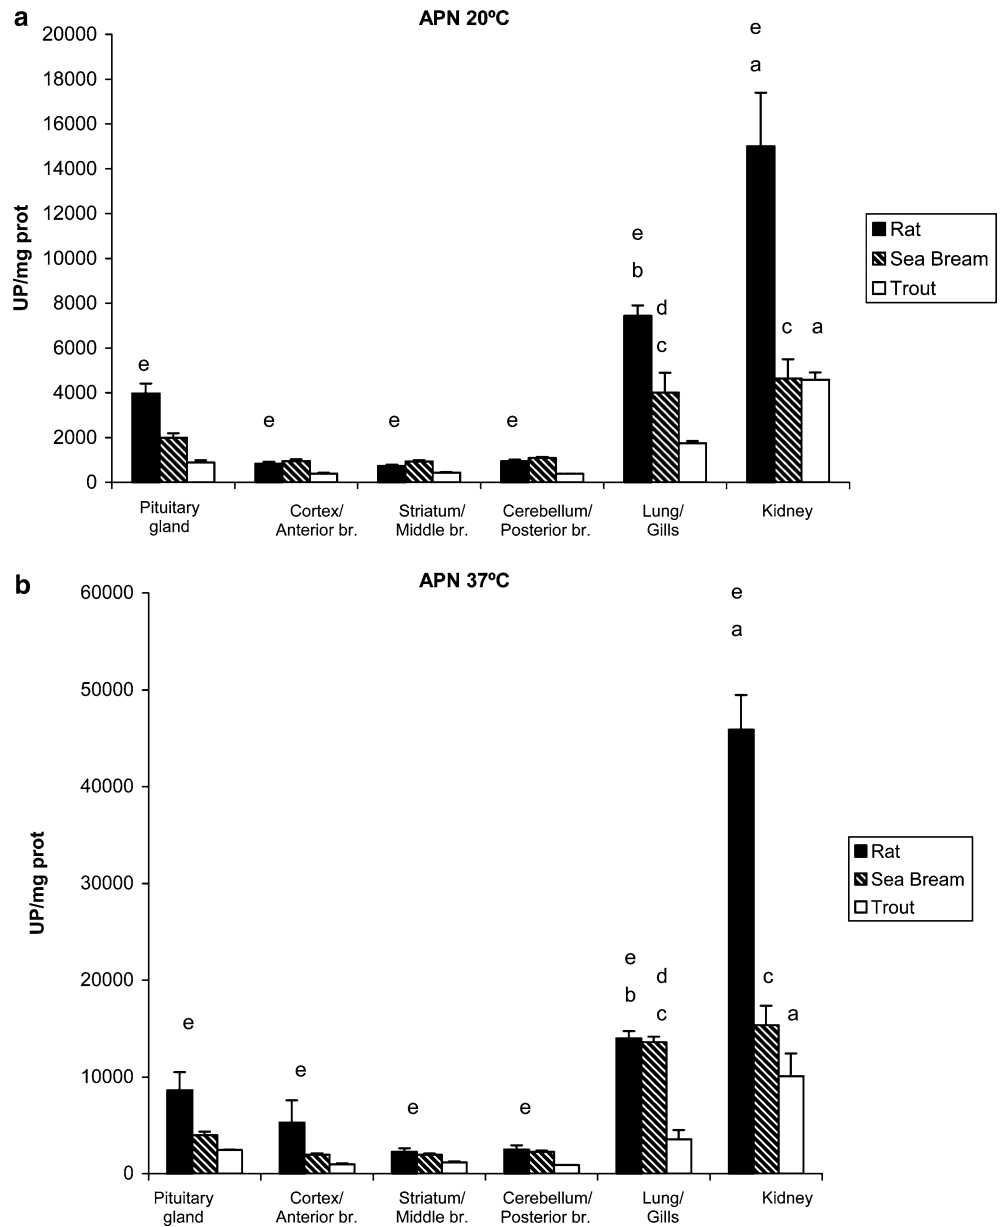 a
APN 20ºC
20000
18000
16000
14000
12000
10000
8000
6000
4000
2000
0
UP/mg prot
e
e
e
e
e
b
d
c
e
a
c
a
Rat
Sea Bream
Trout
Pituitary
gland
Cortex/
Anterior br.
Striatum/
Middle br.
Cerebellum/
Posterior br.
Lung/
Gills
Kidney
b
APN 37ºC
60000
50000
40000
30000
20000
10000
0
UP/mg prot
e
e
e
e
e
b
d
c
e
a
c
a
Rat
Sea Bream
Trout
Pituitary
gland
Cortex/
Anterior br.
Striatum/
Middle br.
Cerebellum/
Posterior br.
Lung/
Gills
Kidney